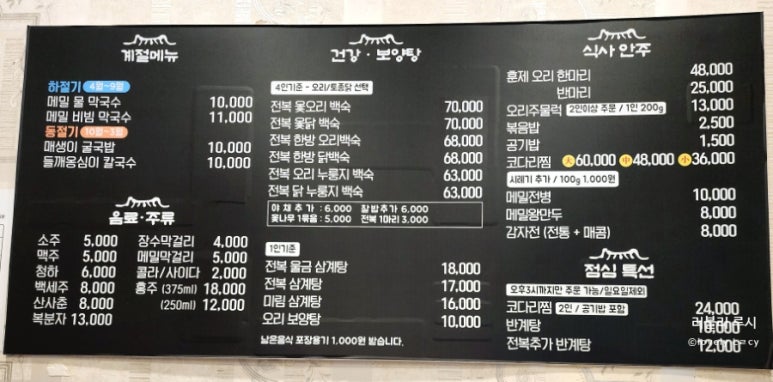 계절메뉴
하절기 4월~9월
메밀 물 막국수 10,000
메밀 비빔 막국수 11,000
동절기 10월~3월
매생이 굴국밥 10,000
들깨옹심이 칼국수 10,000
음료·주류
소주 5,000
맥주 5,000
청하 6,000
백세주 8,000
산사춘 8,000
복분자 13,000
장수막걸리 4,000
메밀막걸리 5,000
콜라/사이다 2,000
홍주 (375ml) 18,000
(250ml) 12,000
건강·보양탕
4인기준 - 오리/토종닭 선택
전복 옻오리 백숙 70,000
전복 옻닭 백숙 70,000
전복 한방 오리백숙 68,000
전복 한방 닭백숙 68,000
전복 오리 누룽지 백숙 63,000
전복 닭 누룽지 백숙 63,000
야채추가 : 6,000 찰밥추가 6,000
옻나무 1묶음 : 5,000 전복 1마리 3,000
1인기준
전복 물금 삼계탕 18,000
전복 삼계탕 17,000
미림 삼계탕 16,000
오리 보양탕 10,000
남은음식 포장용기 1,000원 받습니다.
식사 안주
훈제 오리 한마리 48,000
반마리 25,000
오리주물럭 2인이상 주문 / 1인 200g 13,000
볶음밥 2,500
공기밥 1,500
코다리찜 大 60,000 中 48,000 小 36,000
시레기 추가 / 100g 1,000원
메밀전병 10,000
메밀왕만두 8,000
감자전 (전통 + 매콤) 8,000
점심 특선
오후3시까지만 주문 가능/일요일제외
코다리찜 2인 / 공기밥 포함 24,000
반계탕 10,000
전복추가 반계탕 12,000